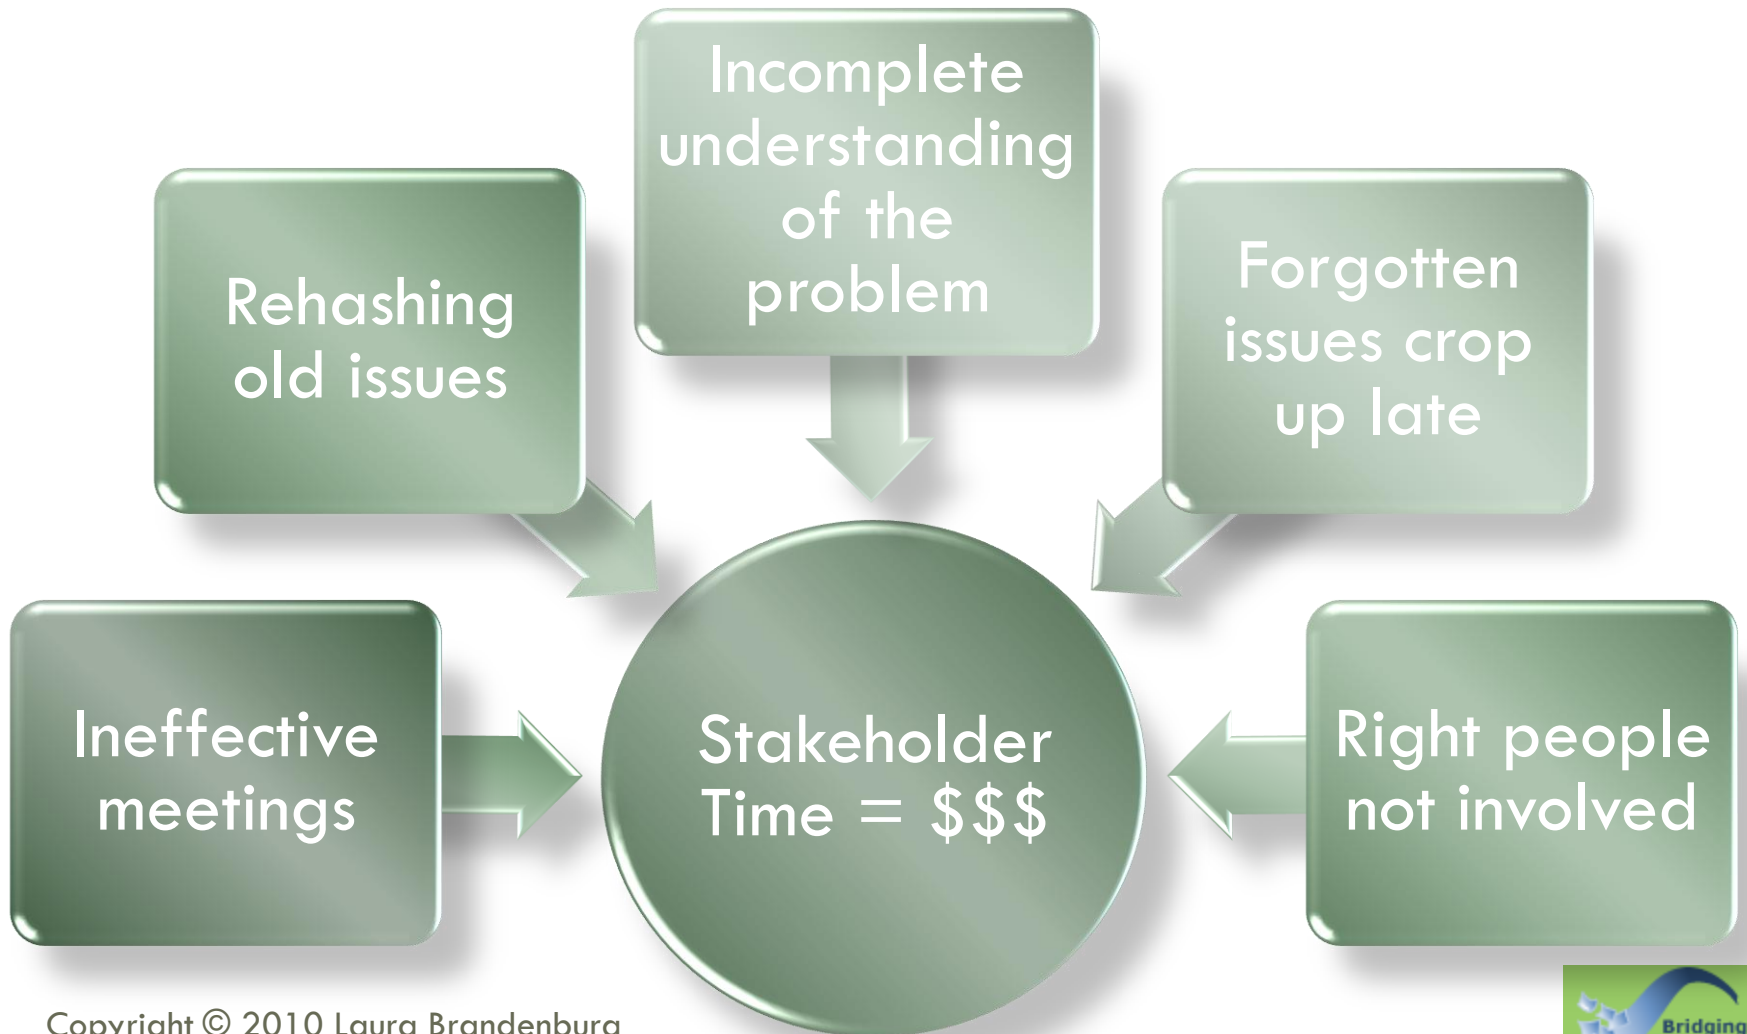 Incomplete
understanding
of the
problem
Rehashing
old issues
Forgotten
issues crop
up late
Ineffective
meetings
Stakeholder
Time = $$$
Right people
not involved
Copyright © 2010 Laura Brandenburg
Bridging